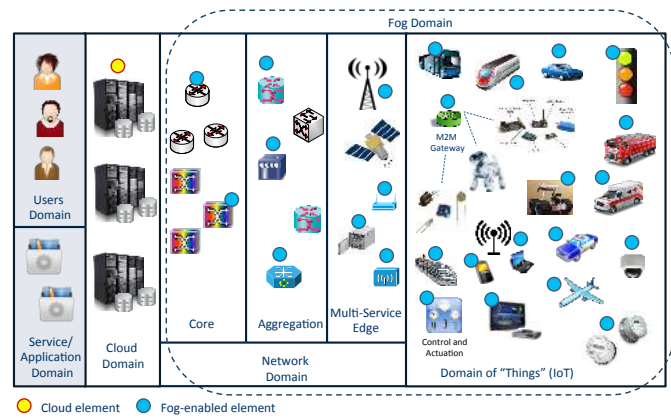 Fog Domain
M2M
Gateway
Users
Domain
Service/
Application
Domain
Cloud
Domain
Core
Aggregation
Multi-Service
Edge
Network
Domain
Control and
Actuation
Domain of “Things” (IoT)
Cloud element
Fog-enabled element